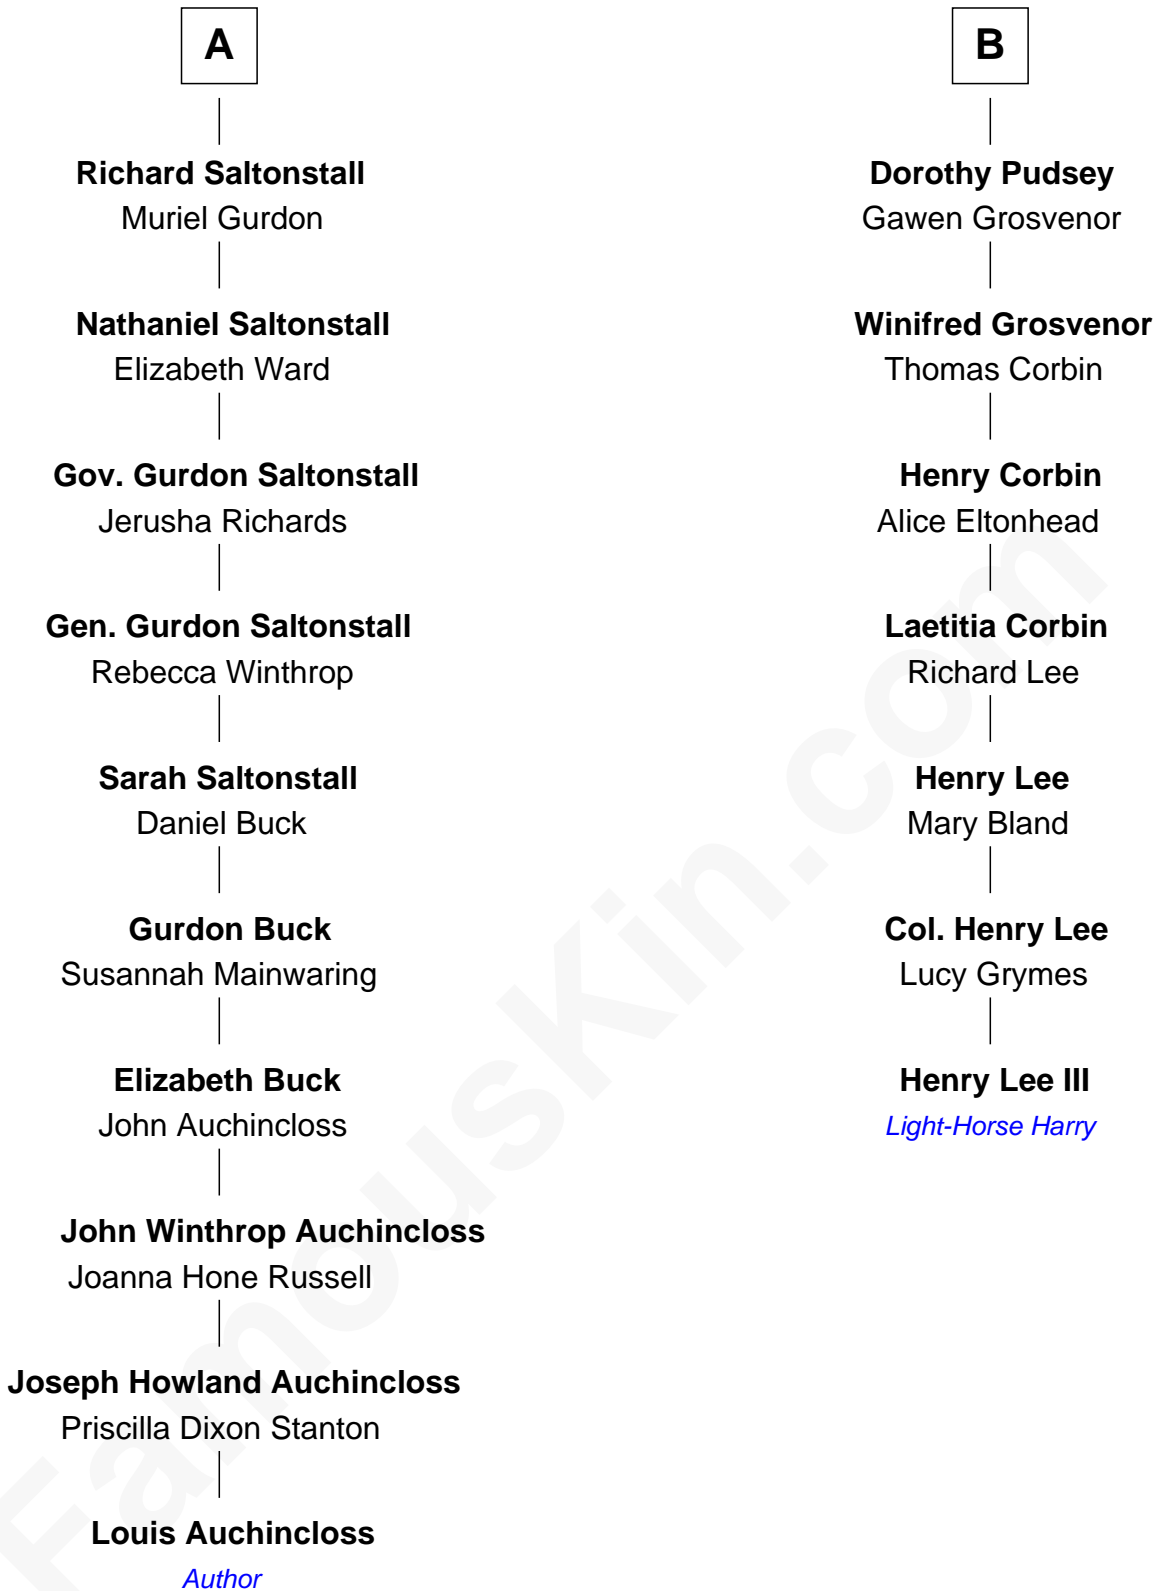 A
Richard Saltonstall
Muriel Gurdon
Nathaniel Saltonstall
Elizabeth Ward
Gov. Gurdon Saltonstall
Jerusha Richards
Gen. Gurdon Saltonstall
Rebecca Winthrop
Sarah Saltonstall
Daniel Buck
Gurdon Buck
Susannah Mainwaring
Elizabeth Buck
John Auchincloss
John Winthrop Auchincloss
Joanna Hone Russell
Joseph Howland Auchincloss
Priscilla Dixon Stanton
Louis Auchincloss
Author
B
Dorothy Pudsey
Gawen Grosvenor
Winifred Grosvenor
Thomas Corbin
Henry Corbin
Alice Eltonhead
Laetitia Corbin
Richard Lee
Henry Lee
Mary Bland
Col. Henry Lee
Lucy Grymes
Henry Lee III
Light-Horse Harry
FamousKin.com